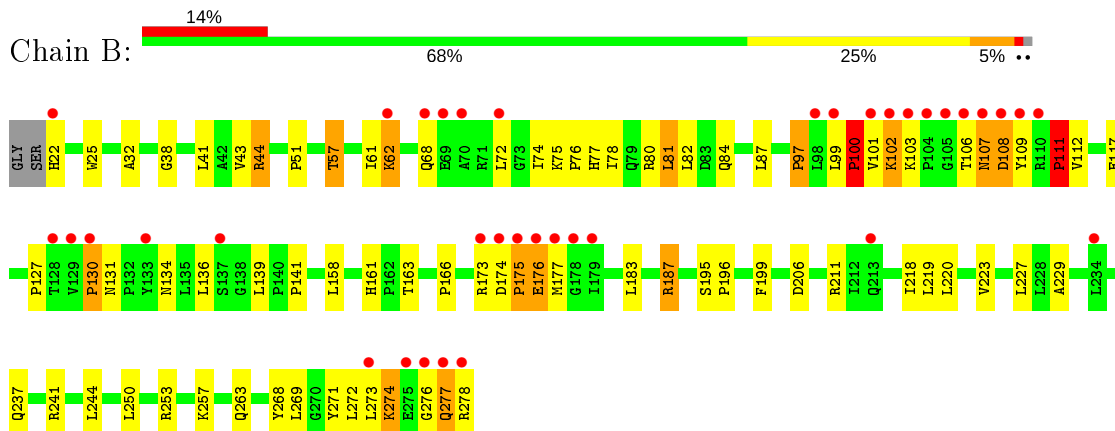 14%
Chain B:
68% 25% 5% ••
GLY SER H22 W25 A32 G38 L41 A42 V43 R44 P51 T57 I61 K62 Q68 E69 A70 R71 L72 G73 I74 K75 P76 H77 I78 Q79 R80 L81 L82 D83 Q84 L87 P97 L98 L99 P100 V101 K102 K103 P104 G105 T106 N107 D108 Y109 R110 P111 V112
P127 T128 V129 P130 N131 P132 Y133 N134 L135 L136 S137 G138 L139 P140 P141 L158 H161 P162 T163 P166 R173 D174 P175 E176 M177 G178 I179 L183 R187 S195 P196 F199 D206 R211 I212 Q213 I218 L219 L220 V223 L227 L228 A229 L234
Q237 R241 L244 L250 R253 K257 Q263 Y268 L269 G270 Y271 L272 L273 K274 E275 G276 Q277 R278